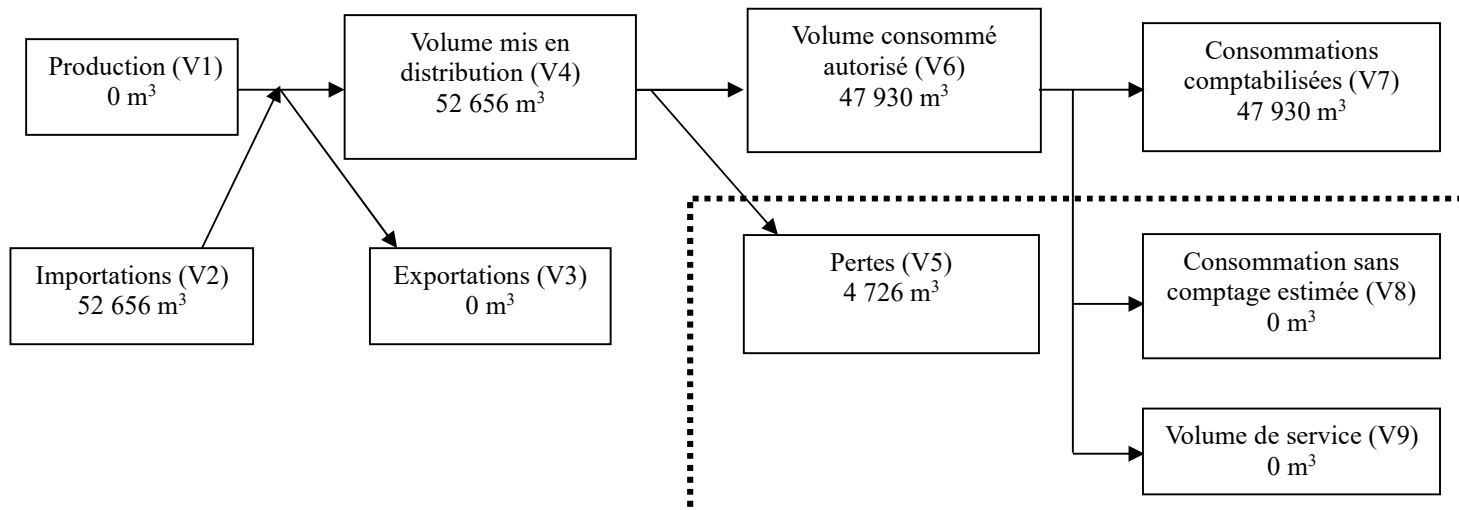 Production (V1)
0 m³
Volume mis en
distribution (V4)
52 656 m³
Volume consommé
autorisé (V6)
47 930 m³
Consommations
comptabilisées (V7)
47 930 m³
Importations (V2)
52 656 m³
Exportations (V3)
0 m³
Pertes (V5)
4 726 m³
Consommation sans
comptage estimée (V8)
0 m³
Volume de service (V9)
0 m³